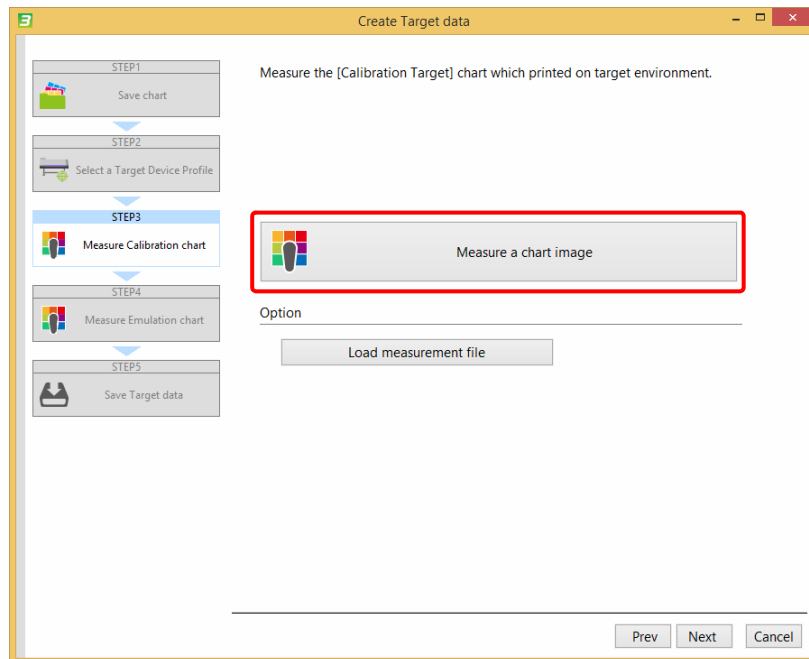 3
Create Target data
STEP1
Save chart
STEP2
Select a Target Device Profile
STEP3
Measure Calibration chart
STEP4
Measure Emulation chart
STEP5
Save Target data
Measure the [Calibration Target] chart which printed on target environment.
Measure a chart image
Option
Load measurement file
Prev
Next
Cancel